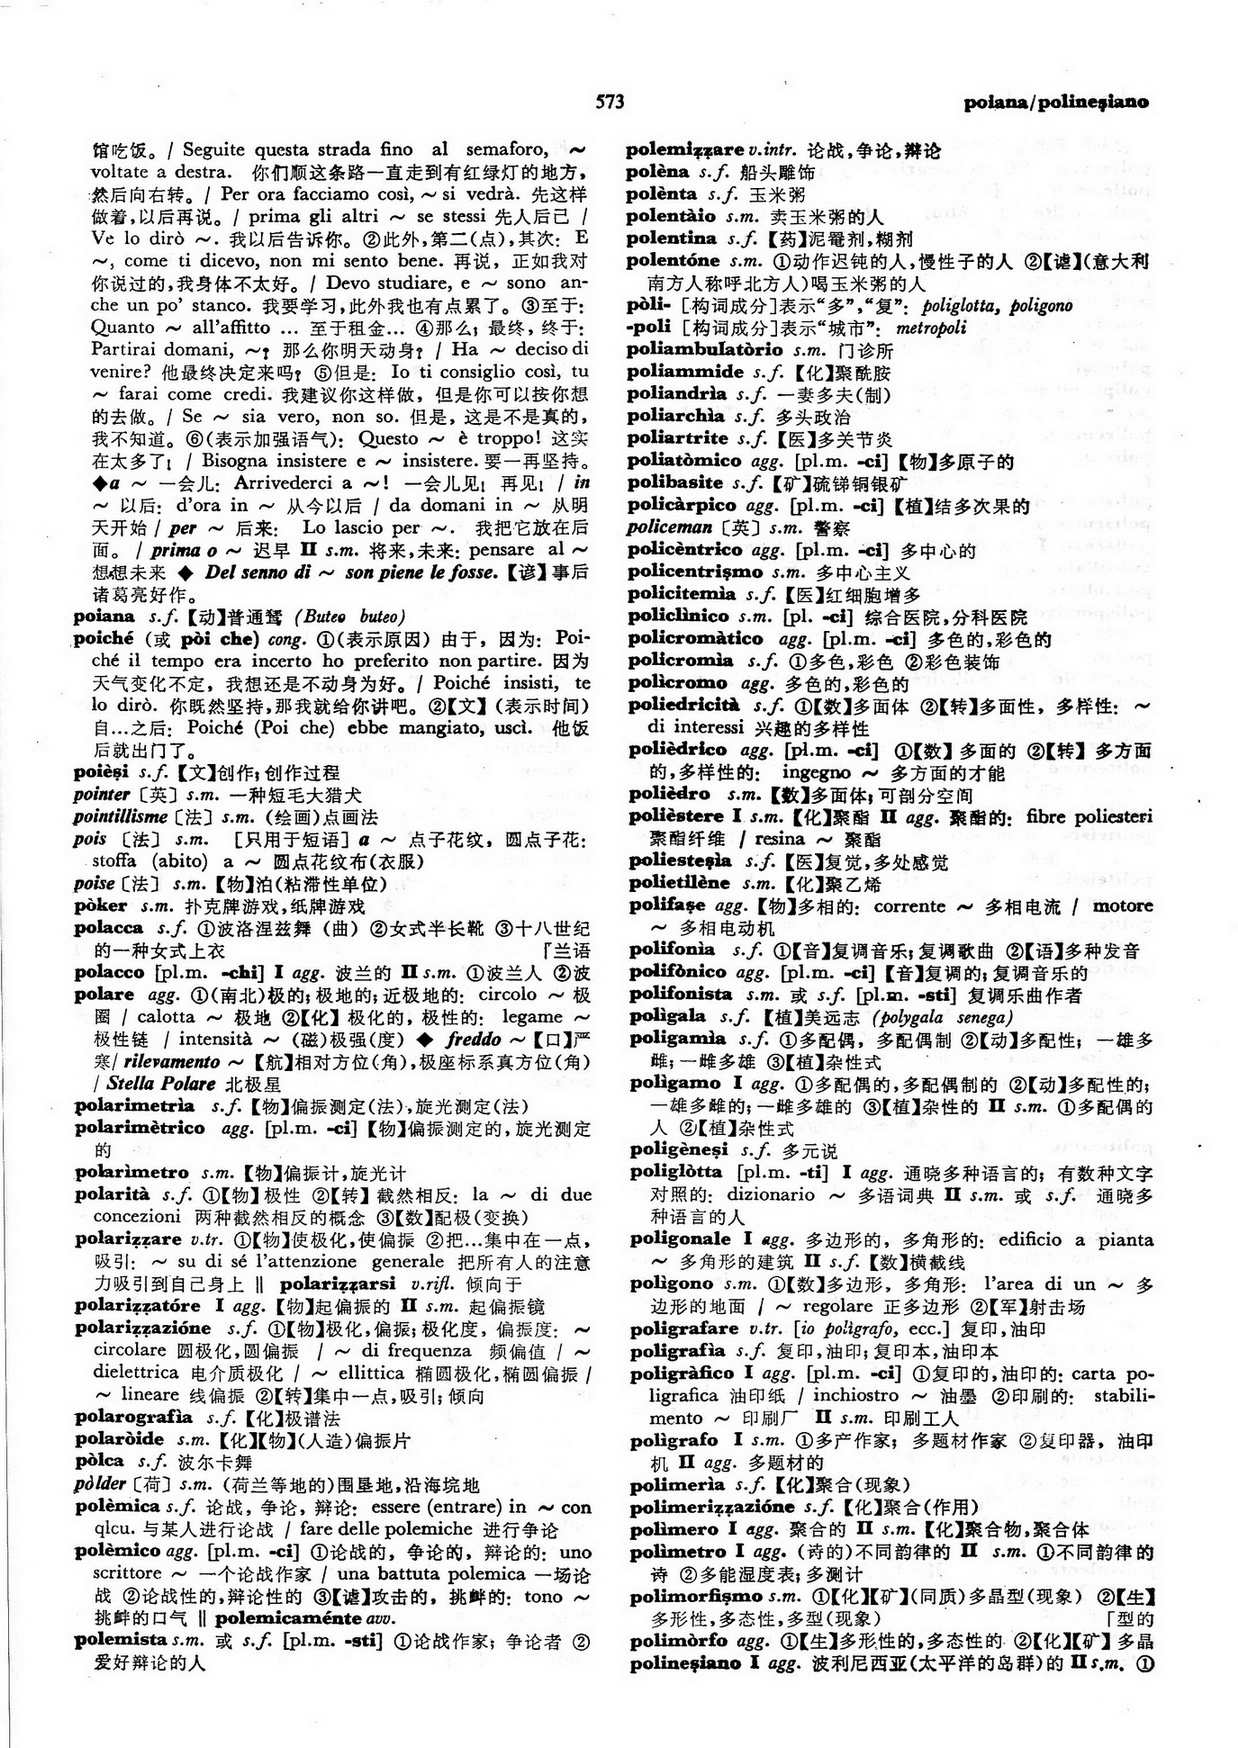 573
poiana/polineșiano
馆吃饭。/ Seguite questa strada fino al semaforo, ～
voltate a destra. 你们顺这条路一直走到有红绿灯的地方,
然后向右转。/ Per ora facciamo così, ～ si vedrà. 先这样
做着,以后再说。/ prima gli altri ～ se stessi 先人后己 /
Ve lo dirò ～. 我以后告诉你。②此外,第二(点),其次: E
～, come ti dicevo, non mi sento bene. 再说, 正如我对
你说过的,我身体不太好。/ Devo studiare, e ～ sono an-
che un po' stanco. 我要学习,此外我也有点累了。③至于:
Quanto ～ all'affitto ... 至于租金... ④那么; 最终, 终于:
Partirai domani, ～? 那么你明天动身? / Ha ～ deciso di
venire? 他最终决定来吗? ⑤但是: Io ti consiglio così, tu
～ farai come credi. 我建议你这样做, 但是你可以按你想
的去做。/ Se ～ sia vero, non so. 但是, 这是不是真的,
我不知道。⑥(表示加强语气): Questo ～ è troppo! 这实
在太多了! / Bisogna insistere e ～ insistere. 要一再坚持。
◆a ～ 一会儿: Arrivederci a ～! 一会儿见! 再见! / in
～ 以后: d'ora in ～ 从今以后 / da domani in ～ 从明
天开始 / per ～ 后来: Lo lascio per ～. 我把它放在后
面。/ prima o ～ 迟早 II s.m. 将来,未来: pensare al ～
想想未来 ◆ Del senno di ～ son piene le fosse.【谚】事后
诸葛亮好作。
poiana s.f.【动】普通鵟 (Buteo buteo)
poiché (或 pòi che) cong. ①(表示原因) 由于, 因为: Poi-
ché il tempo era incerto ho preferito non partire. 因为
天气变化不定, 我想还是不动身为好。/ Poiché insisti, te
lo dirò. 你既然坚持,那我就给你讲吧。②【文】(表示时间)
自...之后: Poiché (Poi che) ebbe mangiato, uscì. 他饭
后就出门了。
poièși s.f.【文】创作; 创作过程
pointer〔英〕s.m. 一种短毛大猎犬
pointillisme〔法〕s.m. (绘画)点画法
pois〔法〕s.m. [只用于短语] a ～ 点子花纹, 圆点子花:
stoffa (abito) a ～ 圆点花纹布(衣服)
poise〔法〕s.m.【物】泊(粘滞性单位)
pòker s.m. 扑克牌游戏,纸牌游戏
polacca s.f. ①波洛涅兹舞 (曲) ②女式半长靴 ③十八世纪
的一种女式上衣 「兰语
polacco [pl.m. -chi] I agg. 波兰的 II s.m. ①波兰人 ②波
polare agg. ①(南北)极的; 极地的; 近极地的: circolo ～ 极
圈 / calotta ～ 极地 ②【化】极化的, 极性的: legame ～
极性链 / intensità ～ (磁)极强(度) ◆ freddo ～【口】严
寒/ rilevamento ～【航】相对方位(角),极座标系真方位(角)
/ Stella Polare 北极星
polarimetrìa s.f.【物】偏振测定(法),旋光测定(法)
polarimètrico agg. [pl.m. -ci]【物】偏振测定的, 旋光测定
的
polarìmetro s.m.【物】偏振计,旋光计
polarità s.f. ①【物】极性 ②【转】截然相反: la ～ di due
concezioni 两种截然相反的概念 ③【数】配极(变换)
polarizzare v.tr. ①【物】使极化,使偏振 ②把...集中在一点,
吸引: ～ su di sé l'attenzione generale 把所有人的注意
力吸引到自己身上 ‖ polarizzarsi v.rifl. 倾向于
polarizzatóre I agg.【物】起偏振的 II s.m. 起偏振镜
polarizzazióne s.f. ①【物】极化,偏振; 极化度, 偏振度: ～
circolare 圆极化,圆偏振 / ～ di frequenza 频偏值 / ～
dielettrica 电介质极化 / ～ ellittica 椭圆极化,椭圆偏振 /
～ lineare 线偏振 ②【转】集中一点,吸引; 倾向
polarografìa s.f.【化】极谱法
polaròide s.m.【化】【物】(人造)偏振片
pòlca s.f. 波尔卡舞
pòlder〔荷〕s.m. (荷兰等地的)围垦地,沿海垸地
polèmica s.f. 论战, 争论, 辩论: essere (entrare) in ～ con
qlcu. 与某人进行论战 / fare delle polemiche 进行争论
polèmico agg. [pl.m. -ci] ①论战的, 争论的, 辩论的: uno
scrittore ～ 一个论战作家 / una battuta polemica 一场论
战 ②论战性的,辩论性的 ③【谑】攻击的, 挑衅的: tono ～
挑衅的口气 ‖ polemicaménte avv.
polemista s.m. 或 s.f. [pl.m. -sti] ①论战作家; 争论者 ②
爱好辩论的人
polemizzare v.intr. 论战,争论,辩论
polèna s.f. 船头雕饰
polènta s.f. 玉米粥
polentàio s.m. 卖玉米粥的人
polentina s.f.【药】泥罨剂,糊剂
polentóne s.m. ①动作迟钝的人,慢性子的人 ②【谑】(意大利
南方人称呼北方人)喝玉米粥的人
pòli- [构词成分]表示“多”,“复”: poliglotta, poligono
-poli [构词成分]表示“城市”: metropoli
poliambulatòrio s.m. 门诊所
poliammide s.f.【化】聚酰胺
poliandrìa s.f. 一妻多夫(制)
poliarchìa s.f. 多头政治
poliartrite s.f.【医】多关节炎
poliatòmico agg. [pl.m. -ci]【物】多原子的
polibasite s.f.【矿】硫锑铜银矿
policàrpico agg. [pl.m. -ci]【植】结多次果的
policeman〔英〕s.m. 警察
policèntrico agg. [pl.m. -ci] 多中心的
policentrișmo s.m. 多中心主义
policitemìa s.f.【医】红细胞增多
policlìnico s.m. [pl. -ci] 综合医院,分科医院
policromàtico agg. [pl.m. -ci] 多色的,彩色的
policromìa s.f. ①多色,彩色 ②彩色装饰
polìcromo agg. 多色的,彩色的
poliedricità s.f. ①【数】多面体 ②【转】多面性, 多样性: ～
di interessi 兴趣的多样性
polièdrico agg. [pl.m. -ci] ①【数】多面的 ②【转】多方面
的,多样性的: ingegno ～ 多方面的才能
polièdro s.m.【数】多面体; 可剖分空间
polièstere I s.m.【化】聚酯 II agg. 聚酯的: fibre poliesteri
聚酯纤维 / resina ～ 聚酯
poliesteșìa s.f.【医】复觉,多处感觉
polietilène s.m.【化】聚乙烯
polifașe agg.【物】多相的: corrente ～ 多相电流 / motore
～ 多相电动机
polifonìa s.f. ①【音】复调音乐; 复调歌曲 ②【语】多种发音
polifònico agg. [pl.m. -ci]【音】复调的; 复调音乐的
polifonista s.m. 或 s.f. [pl.m. -sti] 复调乐曲作者
polìgala s.f.【植】美远志 (polygala senega)
poligamìa s.f. ①多配偶, 多配偶制 ②【动】多配性; 一雄多
雌; 一雌多雄 ③【植】杂性式
polìgamo I agg. ①多配偶的,多配偶制的 ②【动】多配性的;
一雄多雌的; 一雌多雄的 ③【植】杂性的 II s.m. ①多配偶的
人 ②【植】杂性式
poligèneși s.f. 多元说
poliglòtta [pl.m. -ti] I agg. 通晓多种语言的; 有数种文字
对照的: dizionario ～ 多语词典 II s.m. 或 s.f. 通晓多
种语言的人
poligonale I agg. 多边形的, 多角形的: edificio a pianta
～ 多角形的建筑 II s.f.【数】横截线
polìgono s.m. ①【数】多边形, 多角形: l'area di un ～ 多
边形的地面 / ～ regolare 正多边形 ②【军】射击场
poligrafare v.tr. [io polìgrafo, ecc.] 复印,油印
poligrafìa s.f. 复印,油印; 复印本,油印本
poligràfico I agg. [pl.m. -ci] ①复印的,油印的: carta po-
ligrafica 油印纸 / inchiostro ～ 油墨 ②印刷的: stabili-
mento ～ 印刷厂 II s.m. 印刷工人
polìgrafo I s.m. ①多产作家; 多题材作家 ②复印器, 油印
机 II agg. 多题材的
polimerìa s.f.【化】聚合(现象)
polimerizzazióne s.f.【化】聚合(作用)
polìmero I agg. 聚合的 II s.m.【化】聚合物,聚合体
polìmetro I agg. (诗的)不同韵律的 II s.m. ①不同韵律的
诗 ②多能湿度表; 多测计
polimorfișmo s.m. ①【化】【矿】(同质)多晶型(现象) ②【生】
多形性,多态性,多型(现象) 「型的
polimòrfo agg. ①【生】多形性的,多态性的 ②【化】【矿】多晶
polineșiano I agg. 波利尼西亚(太平洋的岛群)的 II s.m. ①